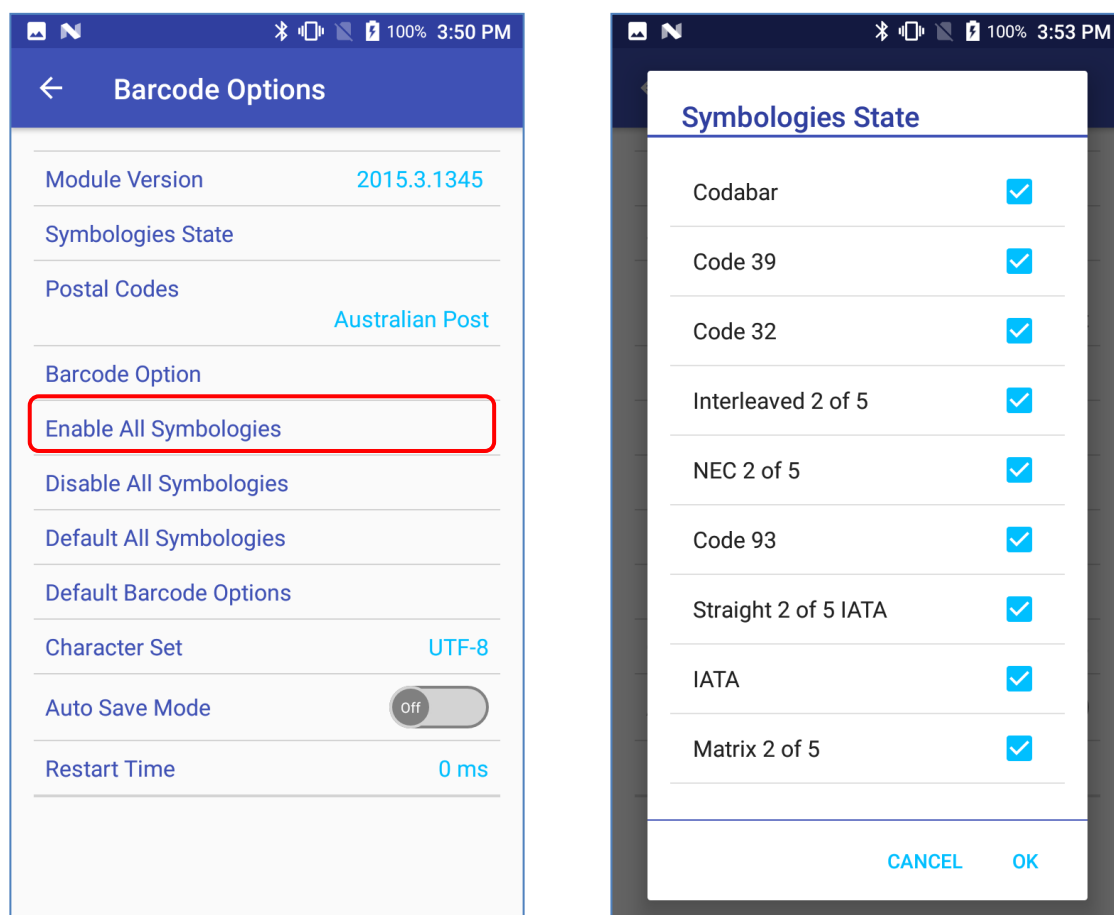 100% 3:50 PM
Barcode Options
Module Version 2015.3.1345
Symbologies State
Postal Codes
Australian Post
Barcode Option
Enable All Symbologies
Disable All Symbologies
Default All Symbologies
Default Barcode Options
Character Set UTF-8
Auto Save Mode Off
Restart Time 0 ms
100% 3:53 PM
Symbologies State
Codabar
Code 39
Code 32
Interleaved 2 of 5
NEC 2 of 5
Code 93
Straight 2 of 5 IATA
IATA
Matrix 2 of 5
CANCEL OK